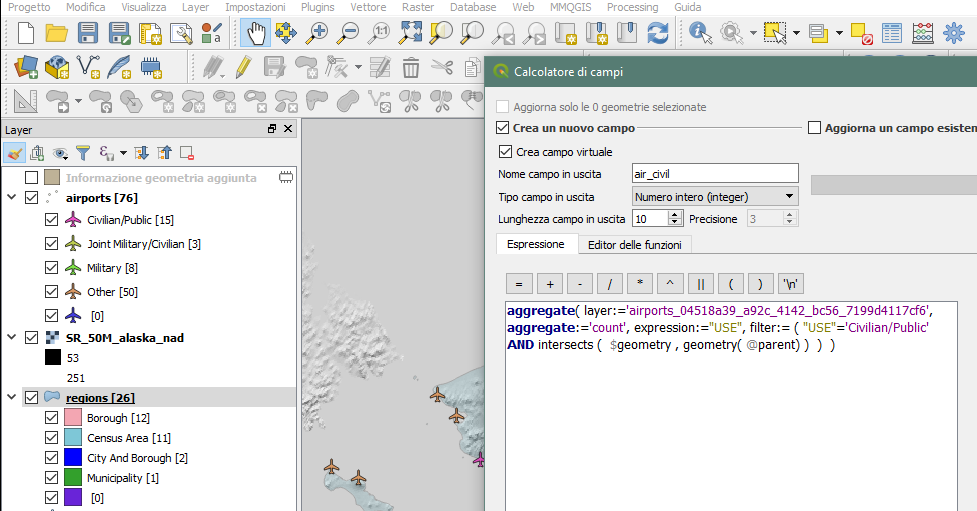 Progetto Modifica Visualizza Layer Impostazioni Plugins Vettore Raster Database Web MMQGIS Processing Guida
1:1
Calcolatore di campi
Aggiorna solo le 0 geometrie selezionate
Crea un nuovo campo
Aggiorna un campo esisten
Crea campo virtuale
Nome campo in uscita air_civil
Tipo campo in uscita Numero intero (integer)
Lunghezza campo in uscita 10 Precisione 3
Espressione Editor delle funzioni
= + - / * ^ || ( ) '\n'
aggregate( layer:='airports_04518a39_a92c_4142_bc56_7199d4117cf6',
aggregate:='count', expression:="USE", filter:= ( "USE"='Civilian/Public'
AND intersects ( $geometry , geometry( @parent) ) ) )
Layer
Informazione geometria aggiunta
airports [76]
Civilian/Public [15]
Joint Military/Civilian [3]
Military [8]
Other [50]
[0]
SR_50M_alaska_nad
53
251
regions [26]
Borough [12]
Census Area [11]
City And Borough [2]
Municipality [1]
[0]